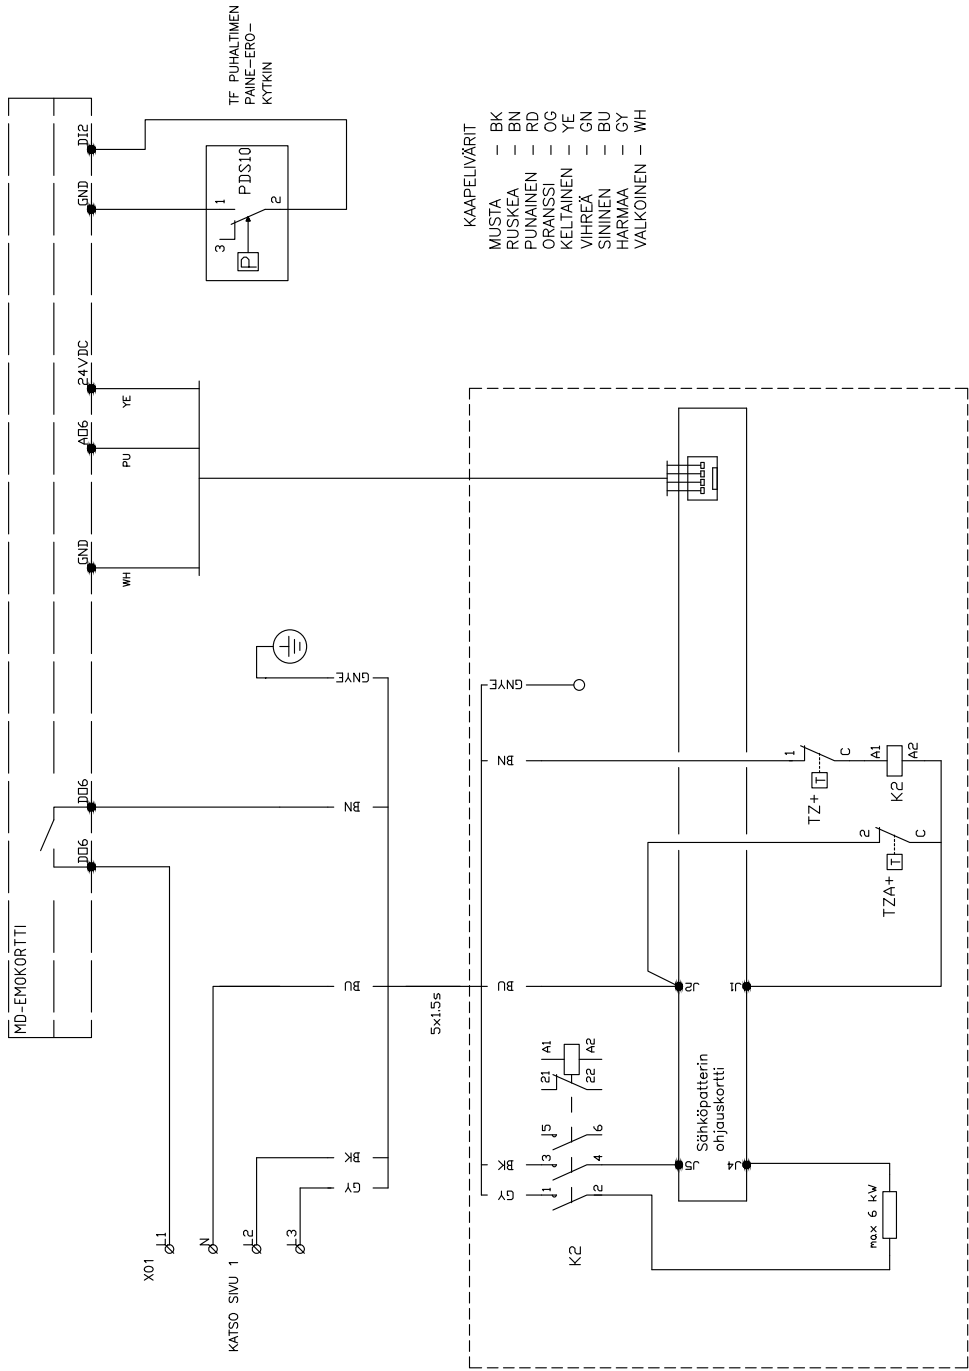 MD-EMOKORTTI
DO6
DO6
GND
AO6
24VDC
GND
DI2
WH
PU
YE
TF PUHALTIMEN
PAINE-ERO-
KYTKIN
PDS10
1
2
3
P
KAAPELIVÄRIT
MUSTA - BK
RUSKEA - BN
PUNAINEN - RD
ORANSSI - OG
KELTAINEN - YE
VIHREÄ - GN
SININEN - BU
HARMAA - GY
VALKOINEN - WH
X01
L1
N
L2
L3
KATSO SIVU 1
GY
BK
BU
BN
GNYE
5x1.5s
GY
BK
BU
BN
GNYE
K2
1
2
3
4
5
6
21
22
A1
A2
Sähköpatterin
ohjauskortti
J5
J4
J2
J1
max 6 kW
TZA+
T
2
C
TZ+
T
1
C
K2
A1
A2